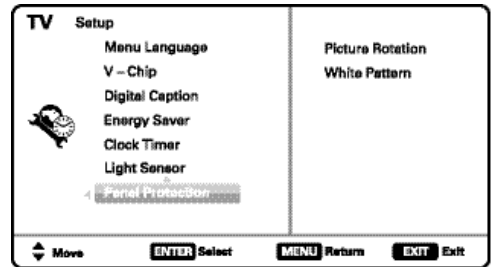 TV Setup
Menu Language
V – Chip
Digital Caption
Energy Saver
Clock Timer
Light Sensor
Panel Protection
Picture Rotation
White Pattern
Move ENTER Select MENU Return EXIT Exit